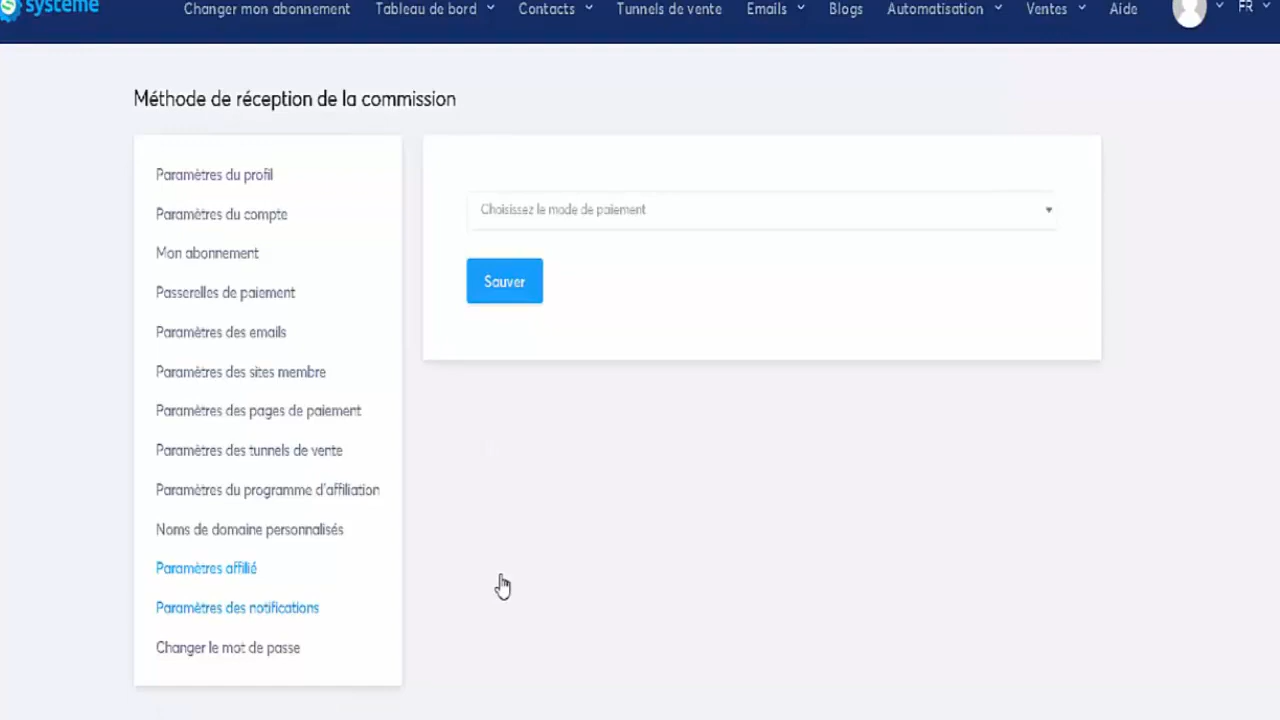 systeme
Changer mon abonnement Tableau de bord Contacts Tunnels de vente Emails Blogs Automatisation Ventes Aide FR
Méthode de réception de la commission
Paramètres du profil
Paramètres du compte
Mon abonnement
Passerelles de paiement
Paramètres des emails
Paramètres des sites membre
Paramètres des pages de paiement
Paramètres des tunnels de vente
Paramètres du programme d'affiliation
Noms de domaine personnalisés
Paramètres affilié
Paramètres des notifications
Changer le mot de passe
Choisissez le mode de paiement
Sauver